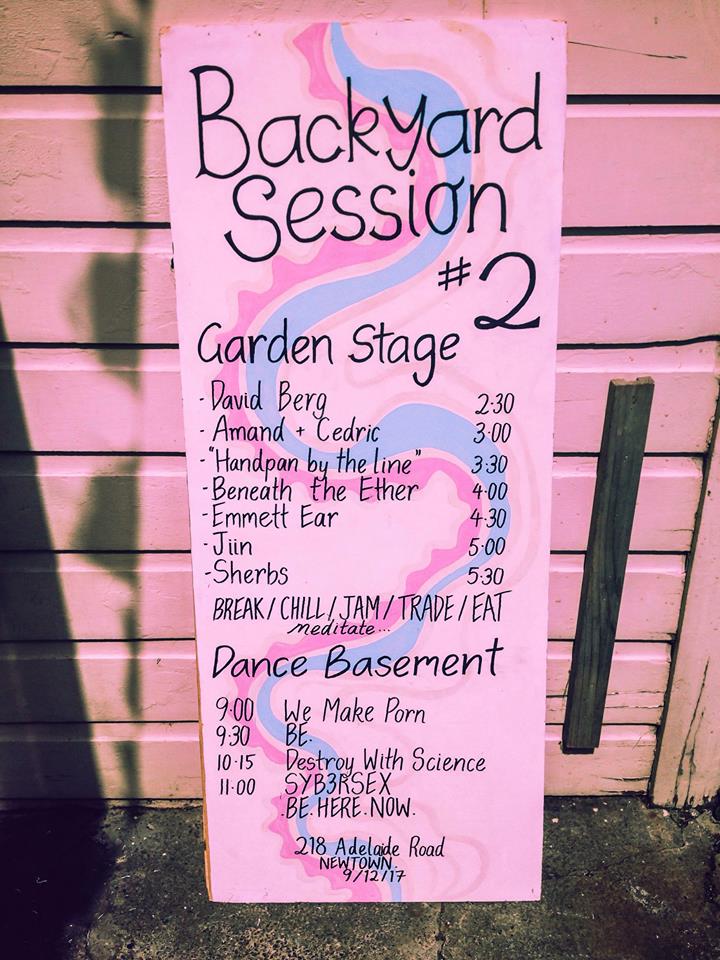 Backyard
Session
#2
Garden Stage
- David Berg 2:30
- Amand + Cedric 3·00
- "Handpan by the line" 3:30
- Beneath the Ether 4·00
- Emmett Ear 4·30
- Jiin 5:00
- Sherbs 5:30
BREAK / CHILL / JAM / TRADE / EAT
meditate...
Dance Basement
9·00 We Make Porn
9:30 BE.
10·15 Destroy With Science
11·00 SYB3RSEX
.BE.HERE.NOW.
218 Adelaide Road
NEWTOWN.
9/12/17